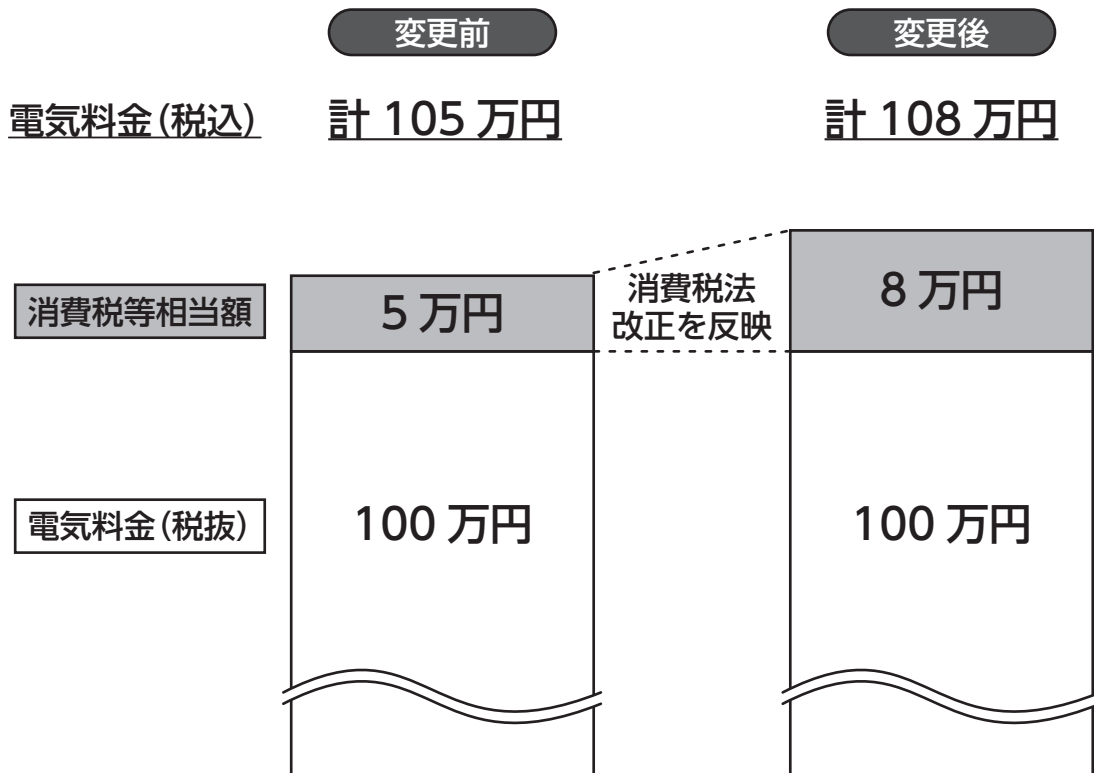 変更前
変更後
電気料金(税込)
計 105 万円
計 108 万円
消費税等相当額
5 万円
消費税法
改正を反映
8 万円
電気料金(税抜)
100 万円
100 万円